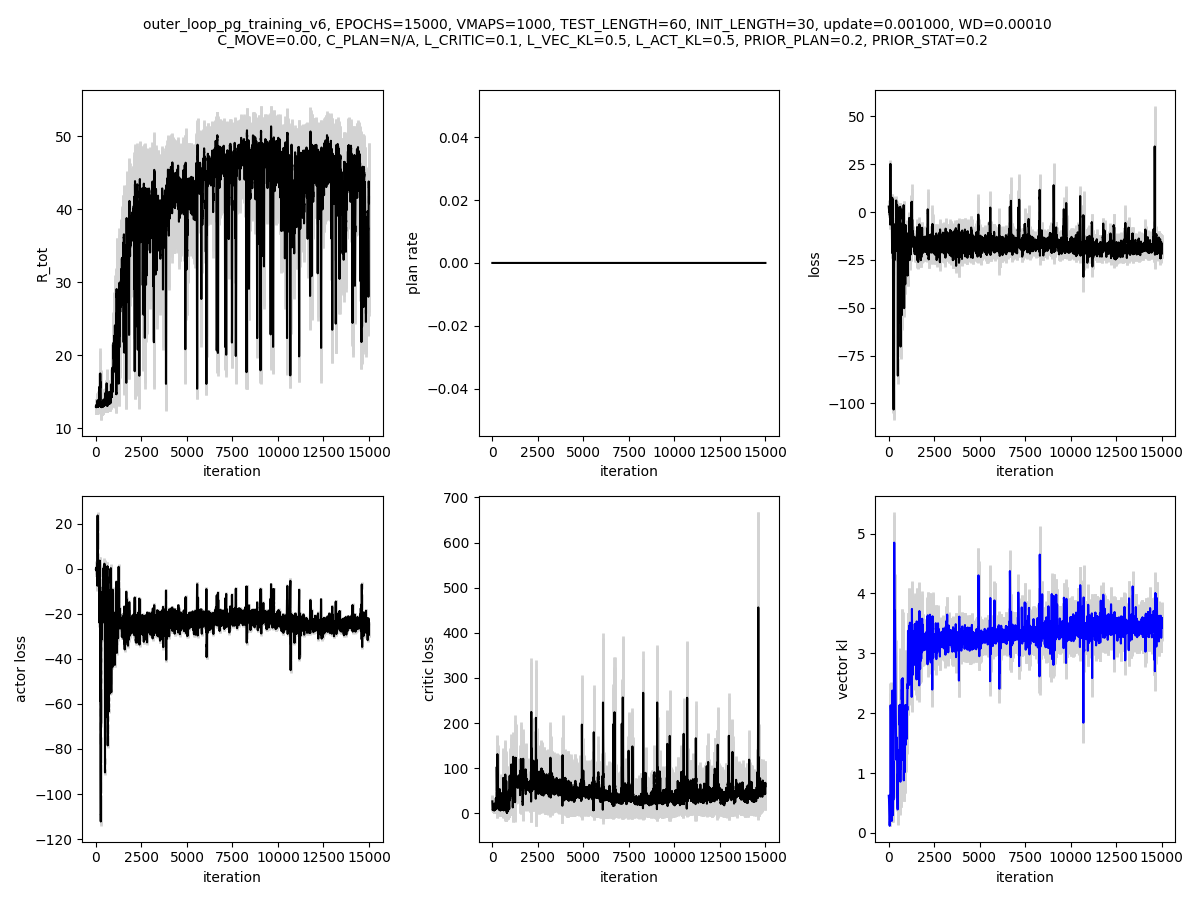 outer_loop_pg_training_v6, EPOCHS=15000, VMAPS=1000, TEST_LENGTH=60, INIT_LENGTH=30, update=0.001000, WD=0.00010
C_MOVE=0.00, C_PLAN=N/A, L_CRITIC=0.1, L_VEC_KL=0.5, L_ACT_KL=0.5, PRIOR_PLAN=0.2, PRIOR_STAT=0.2
R_tot
50
40
30
20
10
0 2500 5000 7500 10000 12500 15000
iteration
plan rate
0.04
0.02
0.00
−0.02
−0.04
0 2500 5000 7500 10000 12500 15000
iteration
loss
50
25
0
−25
−50
−75
−100
0 2500 5000 7500 10000 12500 15000
iteration
actor loss
20
0
−20
−40
−60
−80
−100
−120
0 2500 5000 7500 10000 12500 15000
iteration
critic loss
700
600
500
400
300
200
100
0
0 2500 5000 7500 10000 12500 15000
iteration
vector kl
5
4
3
2
1
0
0 2500 5000 7500 10000 12500 15000
iteration